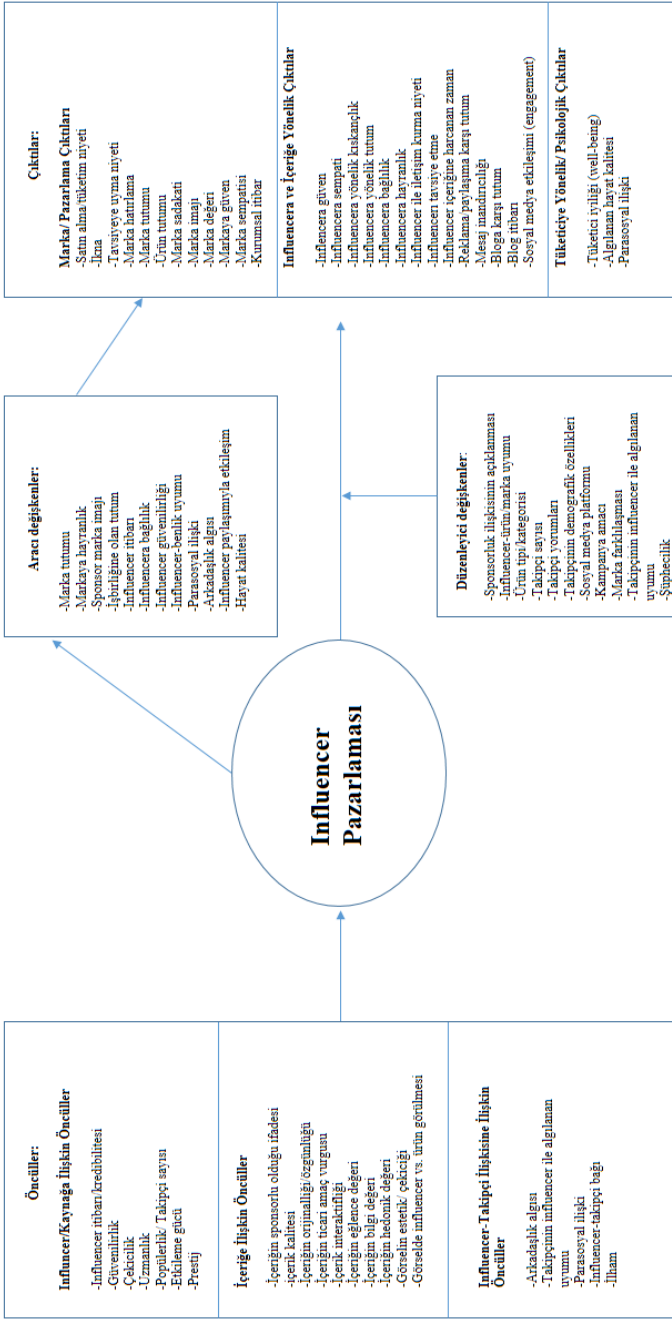 Öncüller:
Influncer/Kaynağa İlişkin Öncüller
-Influencer itibarı/kredibilitesi
-Güvenilirlik
-Çekicilik
-Uzmanlık
-Popülerlik/ Takipçi sayısı
-Etkileme gücü
-Prestij
İçeriğe İlişkin Öncüller
-İçeriğin sponsorlu olduğu ifadesi
-içerik kalitesi
-İçeriğin orijinalliği/özgünlüğü
-İçeriğin ticari amaç vurgusu
-İçerik interaktifliği
-İçeriğin eğlence değeri
-İçeriğin bilgi değeri
-İçeriğin hedonik değeri
-Görselin estetik/ çekiciği
-Görselde influencer vs. ürün görülmesi
Influencer-Takipçi İlişkisine İlişkin
Öncüller
-Arkadaşlık algısı
-Takipçinin influencer ile algılanan
uyumu
-Parasosyal ilişki
-Influencer-takipçi bağı
-İlham
Influencer
Pazarlaması
Aracı değişkenler:
-Marka tutumu
-Markaya hayranlık
-Sponsor marka imajı
-İşbirliğine olan tutum
-Influencer itibarı
-Influencera bağlılık
-Influencer güvenilirliği
-Influencer-benlik uyumu
-Parasosyal ilişki
-Arkadaşlık algısı
-Influencer paylaşımıyla etkileşim
-Hayat kalitesi
Düzenleyici değişkenler:
-Sponsorluk ilişkisinin açıklanması
-Influencer-ürün/marka uyumu
-Ürün tipi/kategorisi
-Takipçi sayısı
-Takipçi yorumları
-Takipçinin demografik özellikleri
-Sosyal medya platformu
-Kampanya amacı
-Marka farklılaşması
-Takipçinin influencer ile algılanan
uyumu
-Şüphecilik
Çıktılar:
Marka/ Pazarlama Çıktıları
-Satın alma/tüketim niyeti
-İkna
-Tavsiyeye uyma niyeti
-Marka hatırlama
-Marka tutumu
-Ürün tutumu
-Marka sadakati
-Marka imajı
-Marka değeri
-Markaya güven
-Marka sempatisi
-Kurumsal itibar
Influencera ve İçeriğe Yönelik Çıktılar
-Inflencera güven
-Influencera sempati
-Influencera yönelik kıskançlık
-Influencera yönelik tutum
-Influencera bağlılık
-Influencera hayranlık
-Influencer ile iletişim kurma niyeti
-Influenceri tavsiye etme
-Influencer içeriğine harcanan zaman
-Reklama/paylaşıma karşı tutum
-Mesaj inandırıcılığı
-Bloga karşı tutum
-Blog itibarı
-Sosyal medya etkileşimi (engagement)
Tüketiciye Yönelik/ Psikolojik Çıktılar
-Tüketici iyiliği (well-being)
-Algılanan hayat kalitesi
-Parasosyal ilişki